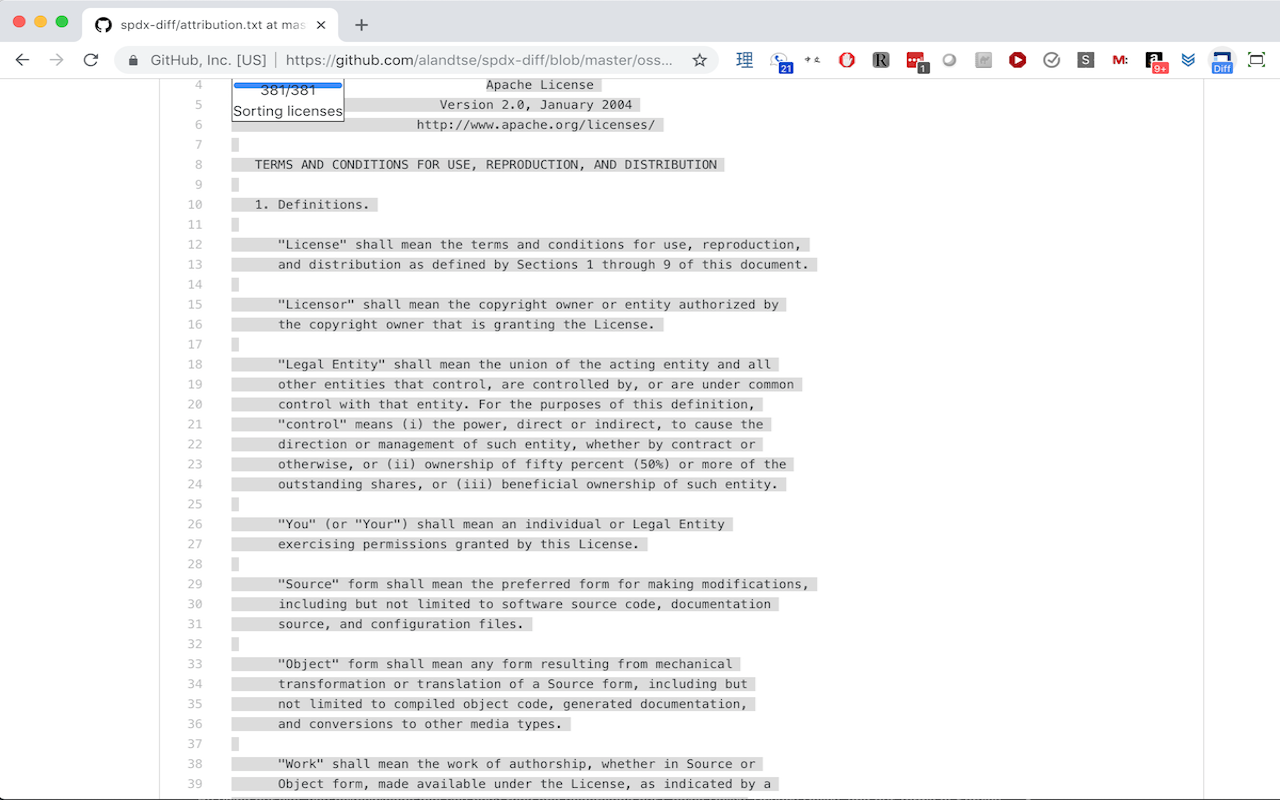 spdx-diff/attribution.txt at mas
GitHub, Inc. [US] | https://github.com/alandtse/spdx-diff/blob/master/oss...
理 21 R 1 S M: a 9+ Diff
381/381
Sorting licenses
4 Apache License
5 Version 2.0, January 2004
6 http://www.apache.org/licenses/
7
8 TERMS AND CONDITIONS FOR USE, REPRODUCTION, AND DISTRIBUTION
9
10 1. Definitions.
11
12 "License" shall mean the terms and conditions for use, reproduction,
13 and distribution as defined by Sections 1 through 9 of this document.
14
15 "Licensor" shall mean the copyright owner or entity authorized by
16 the copyright owner that is granting the License.
17
18 "Legal Entity" shall mean the union of the acting entity and all
19 other entities that control, are controlled by, or are under common
20 control with that entity. For the purposes of this definition,
21 "control" means (i) the power, direct or indirect, to cause the
22 direction or management of such entity, whether by contract or
23 otherwise, or (ii) ownership of fifty percent (50%) or more of the
24 outstanding shares, or (iii) beneficial ownership of such entity.
25
26 "You" (or "Your") shall mean an individual or Legal Entity
27 exercising permissions granted by this License.
28
29 "Source" form shall mean the preferred form for making modifications,
30 including but not limited to software source code, documentation
31 source, and configuration files.
32
33 "Object" form shall mean any form resulting from mechanical
34 transformation or translation of a Source form, including but
35 not limited to compiled object code, generated documentation,
36 and conversions to other media types.
37
38 "Work" shall mean the work of authorship, whether in Source or
39 Object form, made available under the License, as indicated by a